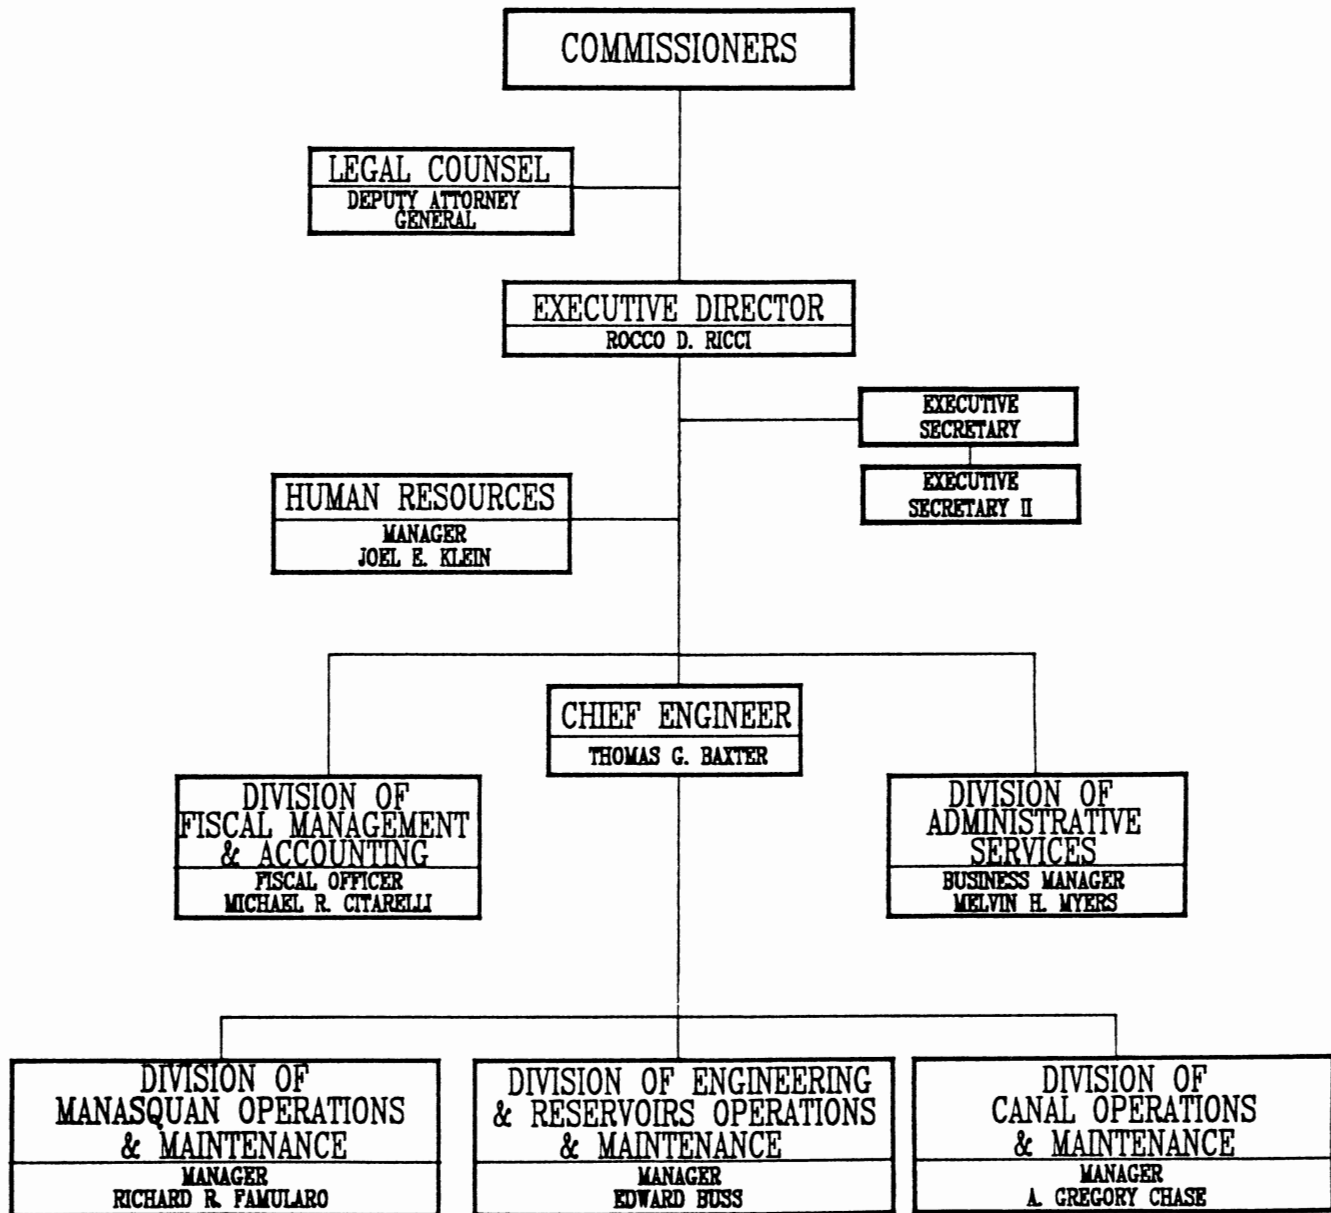 COMMISSIONERS
LEGAL COUNSEL
DEPUTY ATTORNEY
GENERAL
EXECUTIVE DIRECTOR
ROCCO D. RICCI
EXECUTIVE
SECRETARY
EXECUTIVE
SECRETARY II
HUMAN RESOURCES
MANAGER
JOEL E. KLEIN
CHIEF ENGINEER
THOMAS G. BAXTER
DIVISION OF
FISCAL MANAGEMENT
& ACCOUNTING
FISCAL OFFICER
MICHAEL R. CITARELLI
DIVISION OF
ADMINISTRATIVE
SERVICES
BUSINESS MANAGER
MELVIN H. MYERS
DIVISION OF
MANASQUAN OPERATIONS
& MAINTENANCE
MANAGER
RICHARD R. FAMULARO
DIVISION OF ENGINEERING
& RESERVOIRS OPERATIONS
& MAINTENANCE
MANAGER
EDWARD BUSS
DIVISION OF
CANAL OPERATIONS
& MAINTENANCE
MANAGER
A. GREGORY CHASE